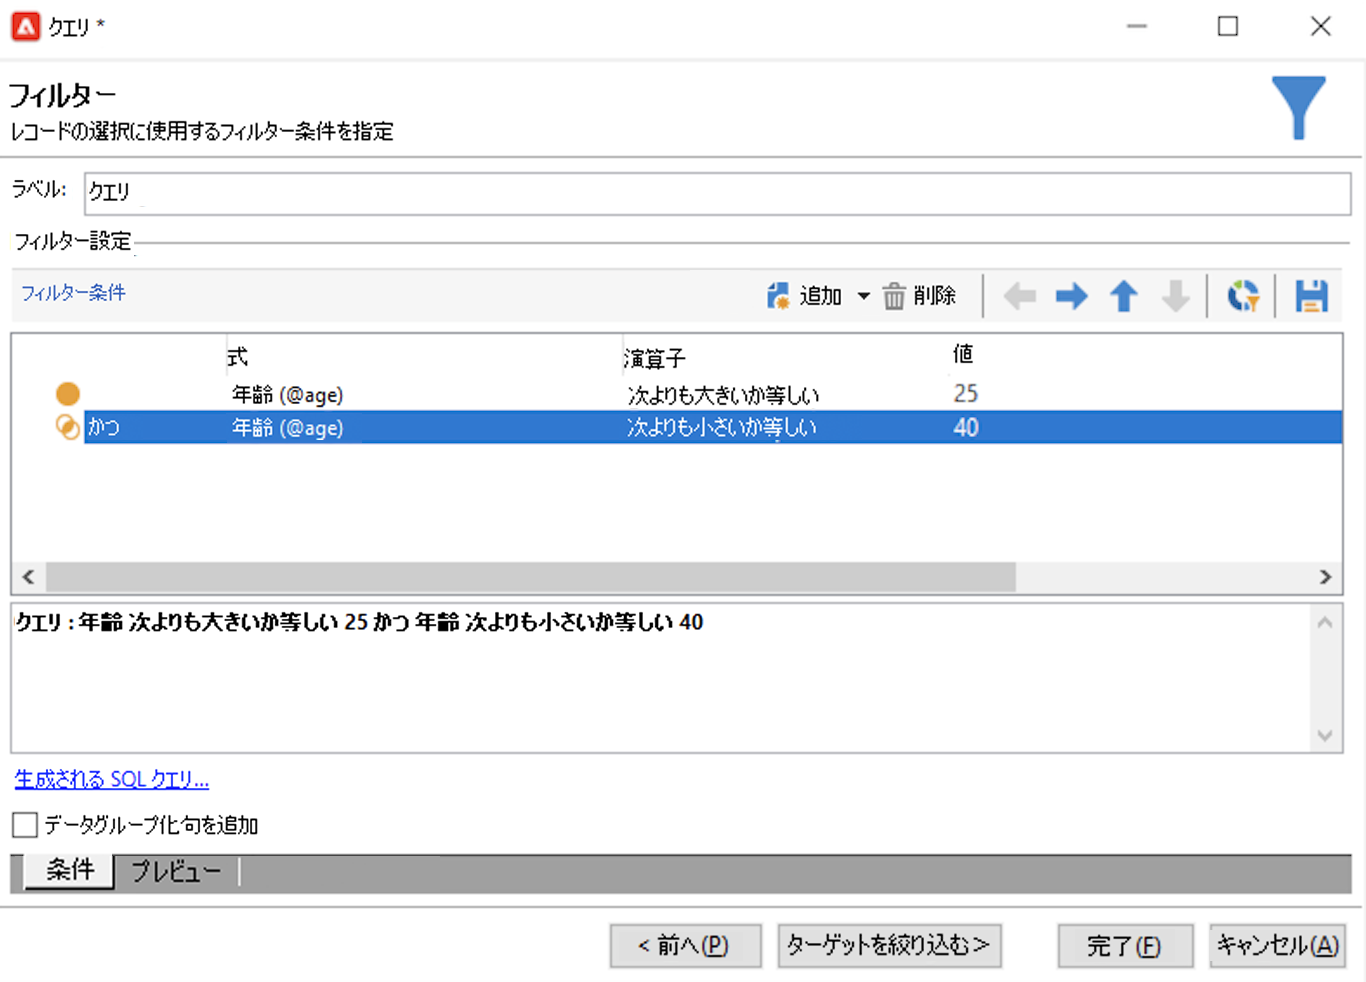 クエリ *
フィルター
レコードの選択に使用するフィルター条件を指定
ラベル: クエリ
フィルター設定
フィルター条件 追加 削除
式 演算子 値
年齢 (@age) 次よりも大きいか等しい 25
かつ 年齢 (@age) 次よりも小さいか等しい 40
クエリ : 年齢 次よりも大きいか等しい 25 かつ 年齢 次よりも小さいか等しい 40
生成される SQL クエリ...
データグループ化句を追加
条件 プレビュー
< 前へ(P) ターゲットを絞り込む> 完了(F) キャンセル(A)